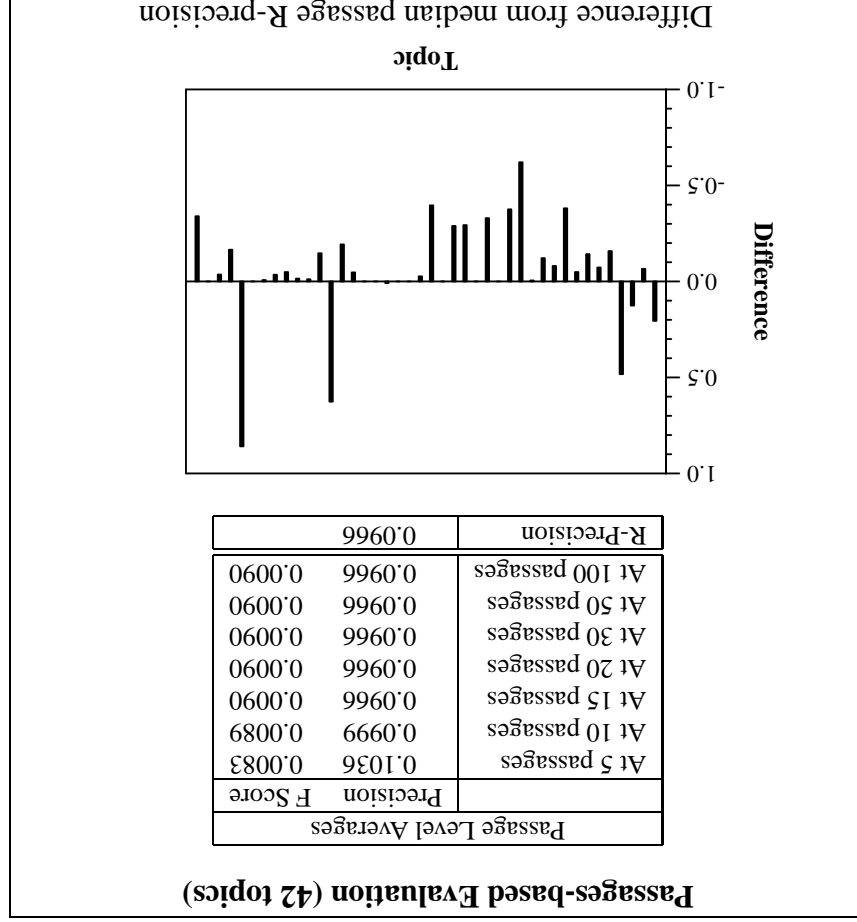 Passages-based Evaluation (42 topics)
Passage Level Averages
Precision F Score
At 5 passages 0.1036 0.0083
At 10 passages 0.0999 0.0089
At 15 passages 0.0966 0.0090
At 20 passages 0.0966 0.0090
At 30 passages 0.0966 0.0090
At 50 passages 0.0966 0.0090
At 100 passages 0.0966 0.0090
R-Precision 0.0966
1.0
0.5
0.0
-0.5
-1.0
Difference
Topic
Difference from median passage R-precision